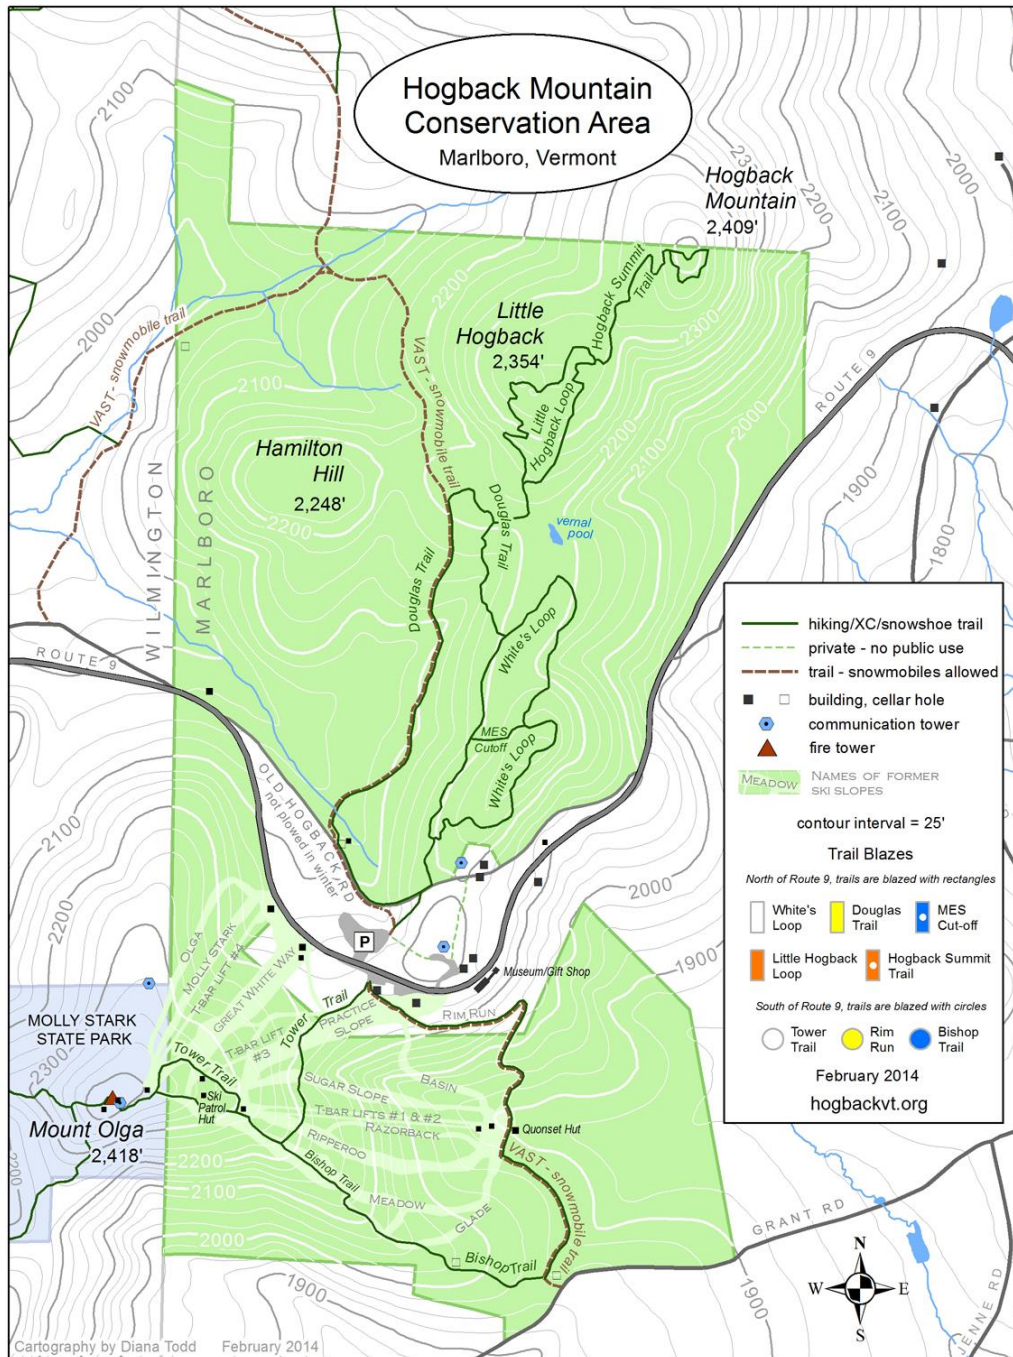 Hogback Mountain
Conservation Area
Marlboro, Vermont
2100
2300
2200
2100
2000
2000
Hogback
Mountain
2,409'
Hogback Summit
Trail
2200
Little
Hogback
2,354'
2300
2000
VAST - snowmobile trail
VAST - snowmobile trail
ROUTE 9
2100
Little
Hogback Loop
2200
2100
2000
Hamilton
Hill
2,248'
2200
1900
1800
WILMINGTON
MARLBORO
Douglas Trail
vernal
pool
Douglas Trail
ROUTE 9
White's Loop
MES
Cutoff
White's Loop
OLD HOGBACK RD
not plowed in winter
2100
2200
2000
1900
hiking/XC/snowshoe trail
private - no public use
trail - snowmobiles allowed
building, cellar hole
communication tower
fire tower
MEADOW
NAMES OF FORMER
SKI SLOPES
contour interval = 25'
Trail Blazes
North of Route 9, trails are blazed with rectangles
White's
Loop
Douglas
Trail
MES
Cut-off
Little Hogback
Loop
Hogback Summit
Trail
South of Route 9, trails are blazed with circles
Tower
Trail
Rim
Run
Bishop
Trail
February 2014
hogbackvt.org
P
Museum/Gift Shop
OLGA
MOLLY STARK
T-BAR LIFT #4
GREAT WHITE WAY
RIM RUN
PRACTICE
SLOPE
Tower Trail
T-BAR LIFT
#3
MOLLY STARK
STATE PARK
2300
Tower Trail
Ski
Patrol
Hut
SUGAR SLOPE
BASIN
T-BAR LIFTS #1 & #2
RAZORBACK
Quonset Hut
Mount Olga
2,418'
2200
RIPPEROO
Bishop Trail
2200
2100
2000
MEADOW
GLADE
VAST - snowmobile trail
Bishop Trail
GRANT RD
1900
1900
JENNE RD
N
W
E
S
Cartography by Diana Todd February 2014